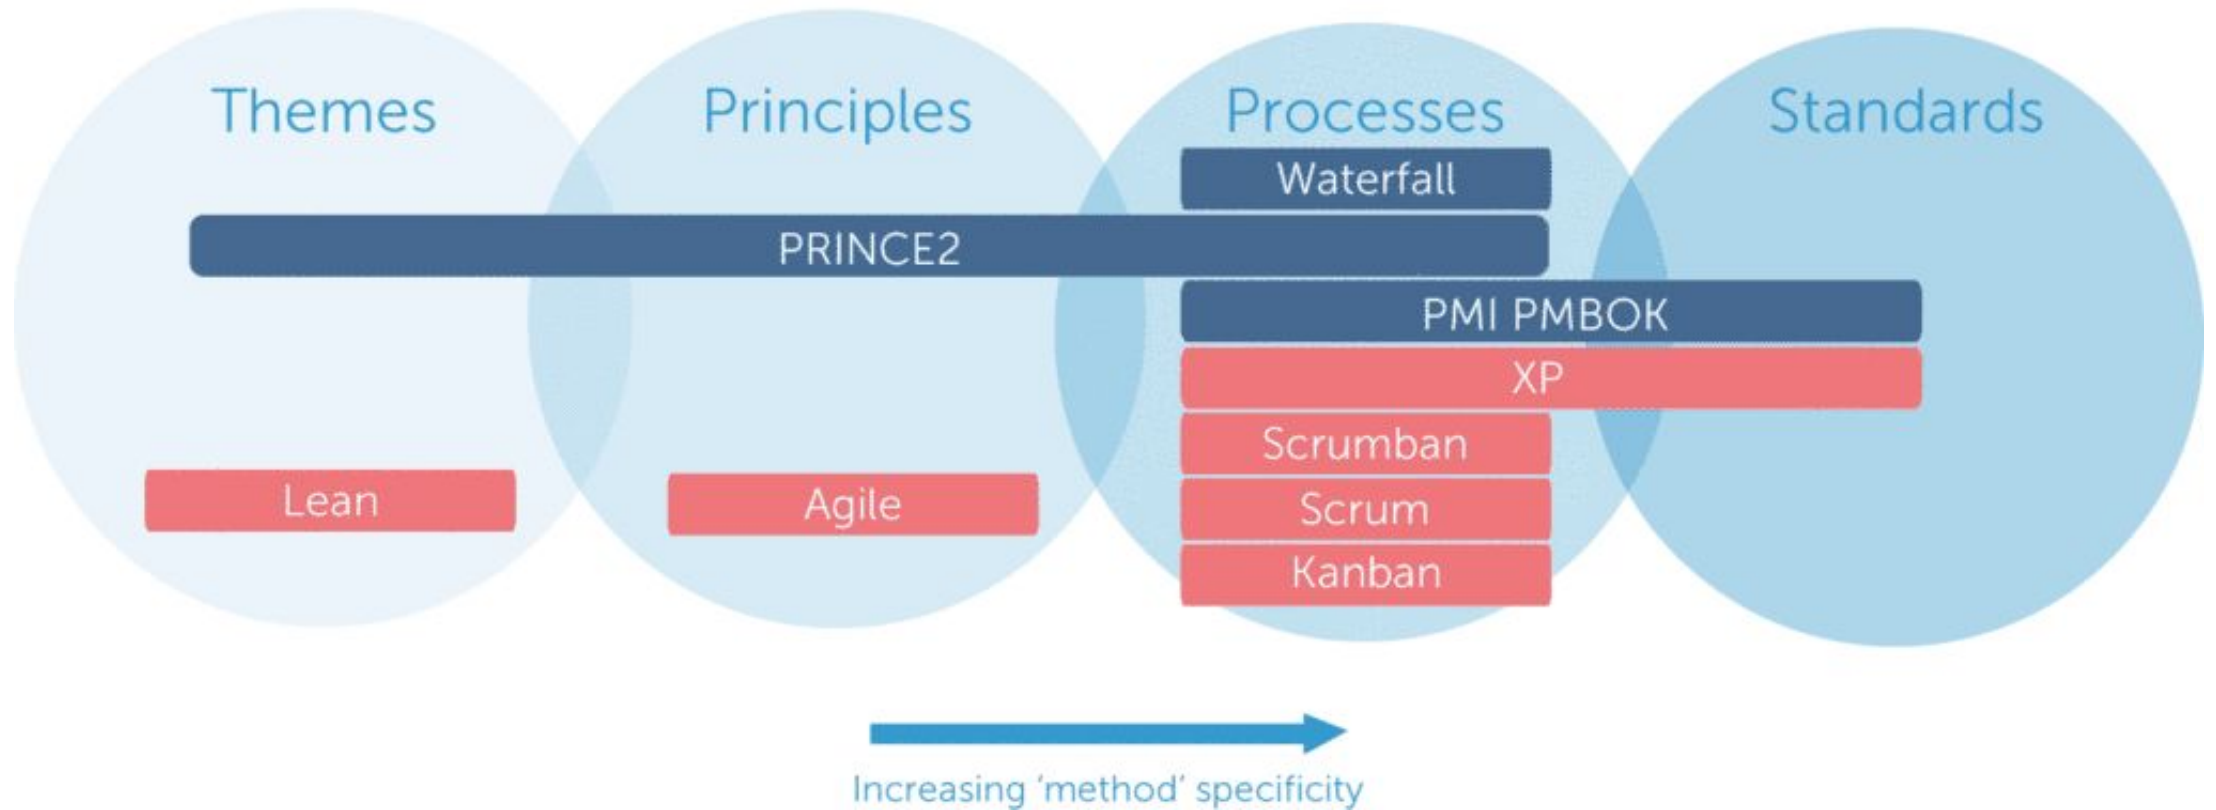 Themes
Principles
Processes
Standards
Waterfall
PRINCE2
PMI PMBOK
XP
Scrumban
Lean
Agile
Scrum
Kanban
Increasing ‘method’ specificity